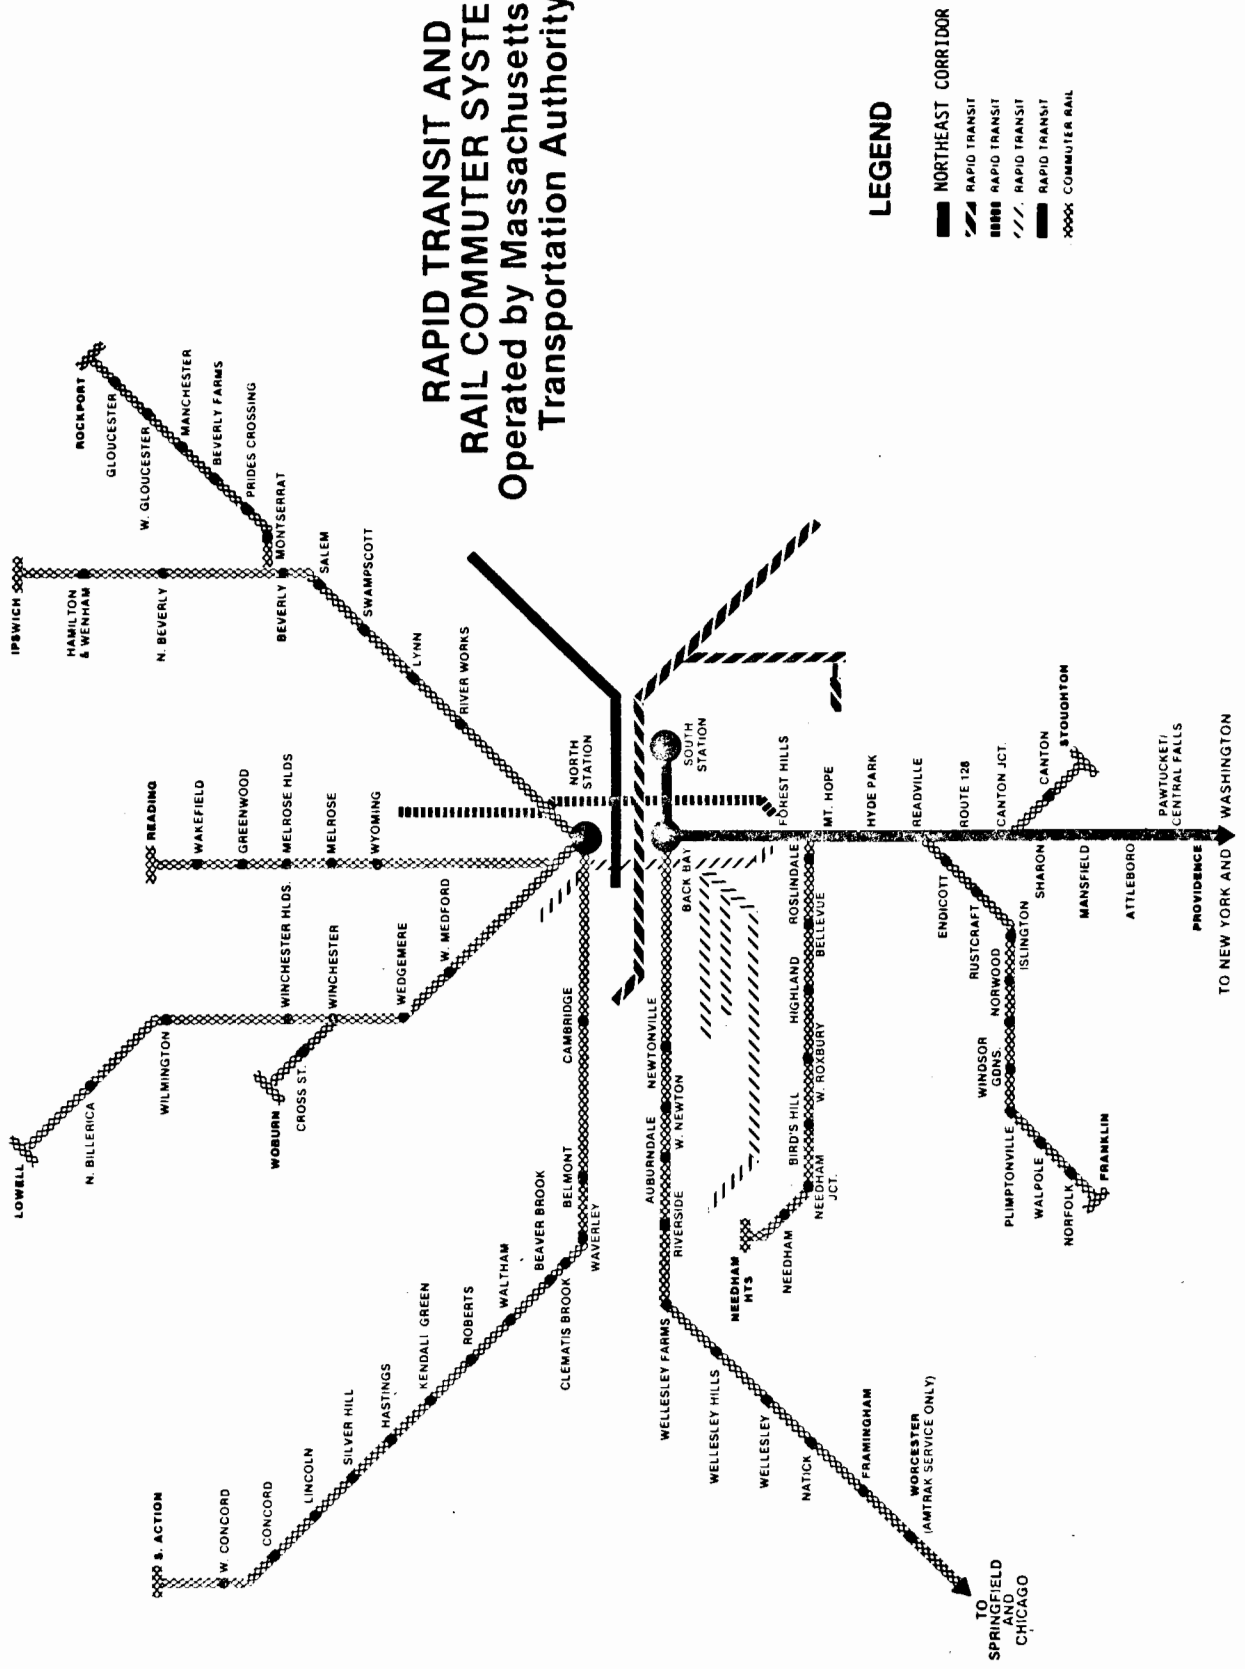 RAPID TRANSIT AND
RAIL COMMUTER SYSTE
Operated by Massachusetts
Transportation Authority
LEGEND
NORTHEAST CORRIDOR
RAPID TRANSIT
RAPID TRANSIT
RAPID TRANSIT
RAPID TRANSIT
COMMUTER RAIL
ROCKPORT
GLOUCESTER
W. GLOUCESTER
MANCHESTER
BEVERLY FARMS
PRIDES CROSSING
MONTSERRAT
IPSWICH
HAMILTON
& WENHAM
N. BEVERLY
BEVERLY
SALEM
SWAMPSCOTT
LYNN
RIVER WORKS
READING
WAKEFIELD
GREENWOOD
MELROSE HLDS
MELROSE
WYOMING
NORTH
STATION
SOUTH
STATION
BACK BAY
LOWELL
N. BILLERICA
WILMINGTON
WINCHESTER HLDS.
WINCHESTER
WOBURN
CROSS ST.
WEDGEMERE
W. MEDFORD
S. ACTION
W. CONCORD
CONCORD
LINCOLN
SILVER HILL
HASTINGS
KENDALL GREEN
ROBERTS
WALTHAM
BEAVER BROOK
CLEMATIS BROOK
WAVERLEY
BELMONT
CAMBRIDGE
NEWTONVILLE
W. NEWTON
AUBURNDALE
RIVERSIDE
WELLESLEY FARMS
WELLESLEY HILLS
WELLESLEY
NATICK
FRAMINGHAM
WORCESTER
(AMTRAK SERVICE ONLY)
TO
SPRINGFIELD
AND
CHICAGO
FOREST HILLS
MT. HOPE
HYDE PARK
READVILLE
ROUTE 128
CANTON JCT.
CANTON
STOUGHTON
SHARON
MANSFIELD
ATTLEBORO
PAWTUCKET/
CENTRAL FALLS
PROVIDENCE
TO NEW YORK AND WASHINGTON
ROSLINDALE
BELLEVUE
HIGHLAND
W. ROXBURY
BIRD'S HILL
NEEDHAM
JCT.
NEEDHAM
NEEDHAM
HTS
ENDICOTT
RUSTCRAFT
ISLINGTON
NORWOOD
WINDSOR
GDNS.
PLIMPTONVILLE
WALPOLE
NORFOLK
FRANKLIN